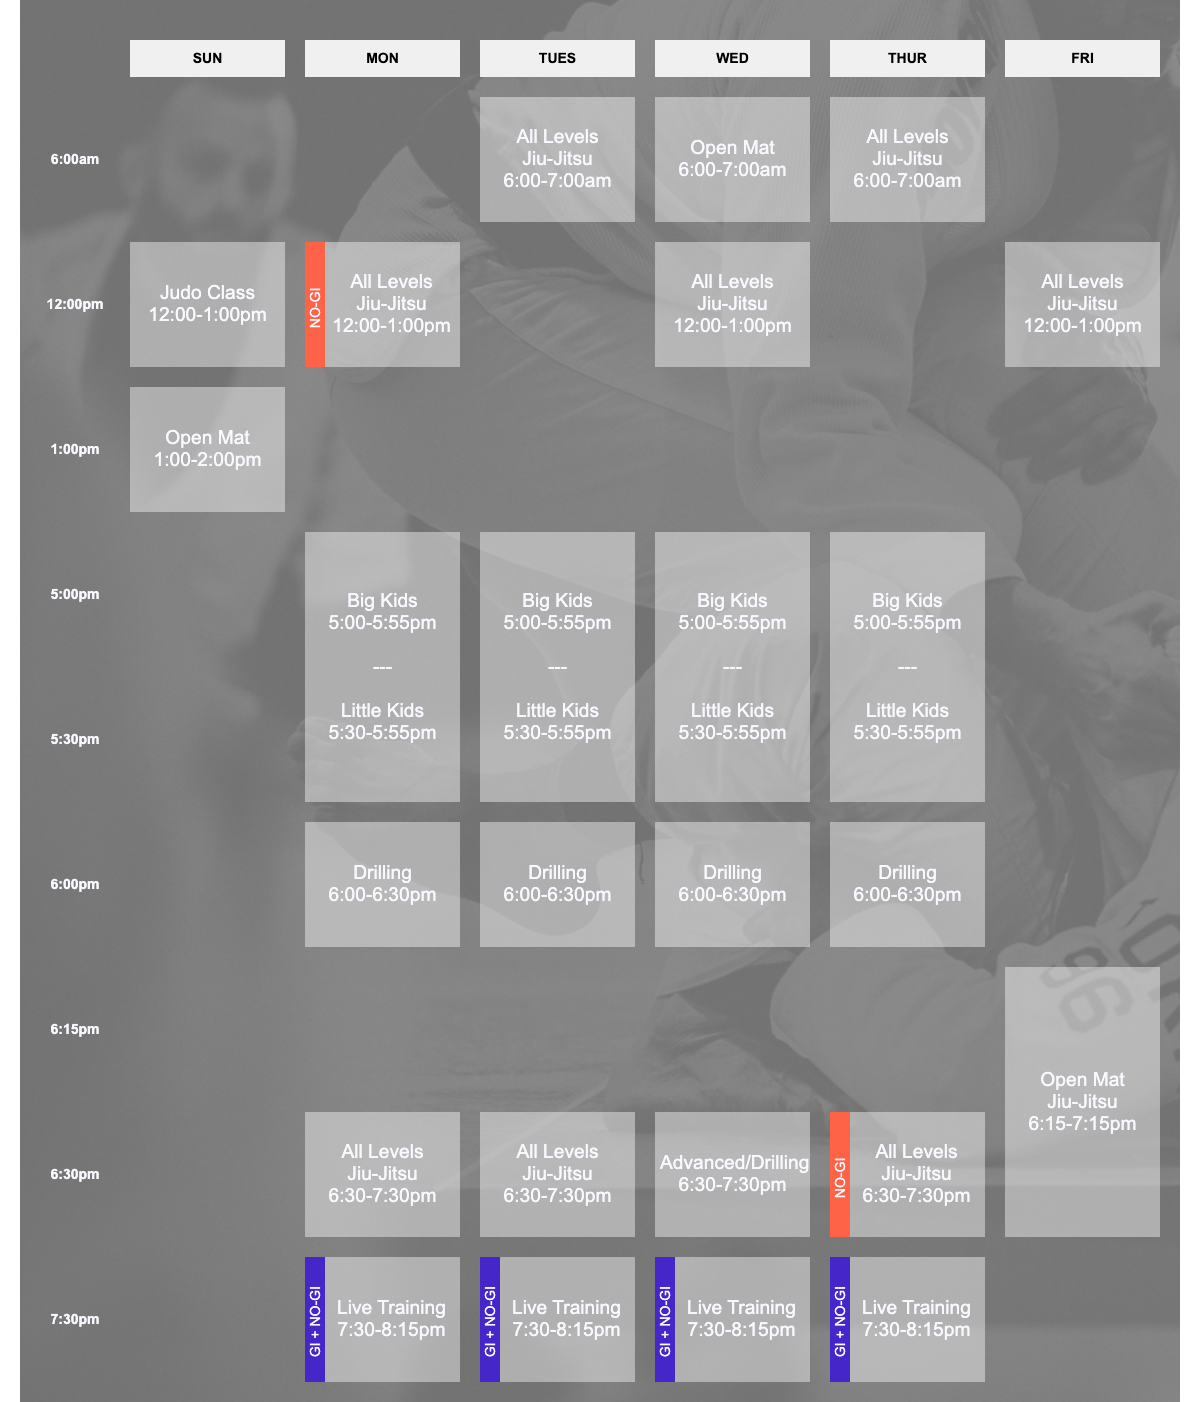 SUN MON TUES WED THUR FRI
6:00am
All Levels
Jiu-Jitsu
6:00-7:00am
Open Mat
6:00-7:00am
All Levels
Jiu-Jitsu
6:00-7:00am
12:00pm
Judo Class
12:00-1:00pm
NO-GI
All Levels
Jiu-Jitsu
12:00-1:00pm
All Levels
Jiu-Jitsu
12:00-1:00pm
All Levels
Jiu-Jitsu
12:00-1:00pm
1:00pm
Open Mat
1:00-2:00pm
5:00pm
5:30pm
Big Kids
5:00-5:55pm
---
Little Kids
5:30-5:55pm
Big Kids
5:00-5:55pm
---
Little Kids
5:30-5:55pm
Big Kids
5:00-5:55pm
---
Little Kids
5:30-5:55pm
Big Kids
5:00-5:55pm
---
Little Kids
5:30-5:55pm
6:00pm
Drilling
6:00-6:30pm
Drilling
6:00-6:30pm
Drilling
6:00-6:30pm
Drilling
6:00-6:30pm
6:15pm
Open Mat
Jiu-Jitsu
6:15-7:15pm
6:30pm
All Levels
Jiu-Jitsu
6:30-7:30pm
All Levels
Jiu-Jitsu
6:30-7:30pm
Advanced/Drilling
6:30-7:30pm
NO-GI
All Levels
Jiu-Jitsu
6:30-7:30pm
7:30pm
GI + NO-GI
Live Training
7:30-8:15pm
GI + NO-GI
Live Training
7:30-8:15pm
GI + NO-GI
Live Training
7:30-8:15pm
GI + NO-GI
Live Training
7:30-8:15pm